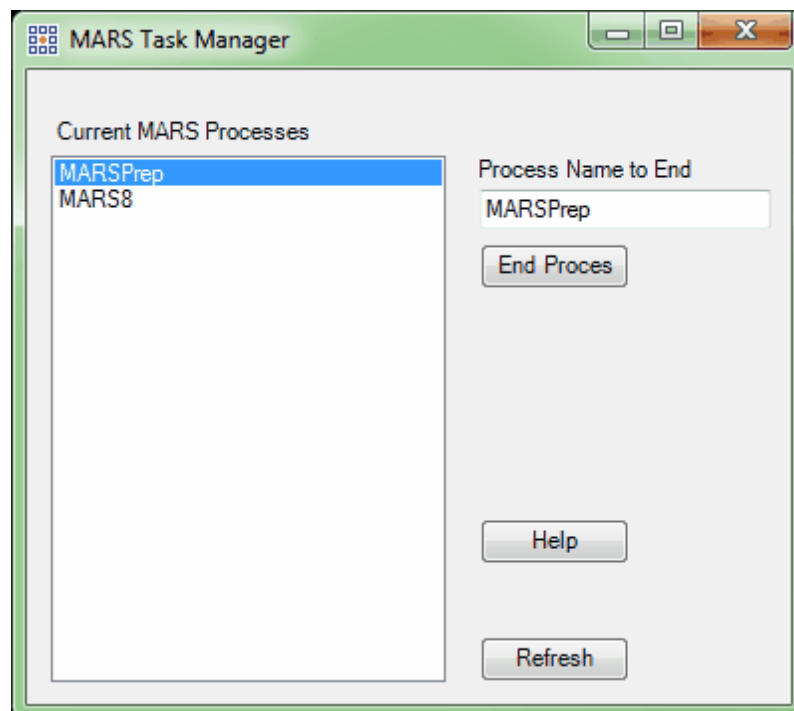 MARS Task Manager
Current MARS Processes
MARSPrep
MARS8
Process Name to End
MARSPrep
End Proces
Help
Refresh